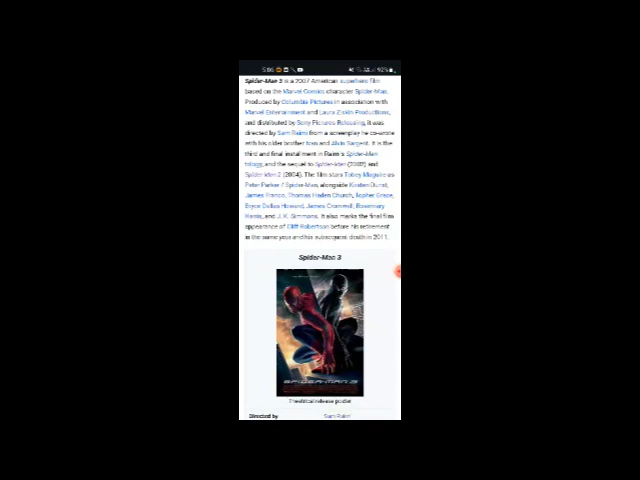 5:06 92%
Spider-Man 3 is a 2007 American superhero film
based on the Marvel Comics character Spider-Man.
Produced by Columbia Pictures in association with
Marvel Entertainment and Laura Ziskin Productions,
and distributed by Sony Pictures Releasing, it was
directed by Sam Raimi from a screenplay he co-wrote
with his older brother Ivan and Alvin Sargent. It is the
third and final installment in Raimi's Spider-Man
trilogy, and the sequel to Spider-Man (2002) and
Spider-Man 2 (2004). The film stars Tobey Maguire as
Peter Parker / Spider-Man, alongside Kirsten Dunst,
James Franco, Thomas Haden Church, Topher Grace,
Bryce Dallas Howard, James Cromwell, Rosemary
Harris, and J. K. Simmons. It also marks the final film
appearance of Cliff Robertson before his retirement
in the same year and his subsequent death in 2011.
Spider-Man 3
SPIDER-MAN 3
Theatrical release poster
Directed by Sam Raimi